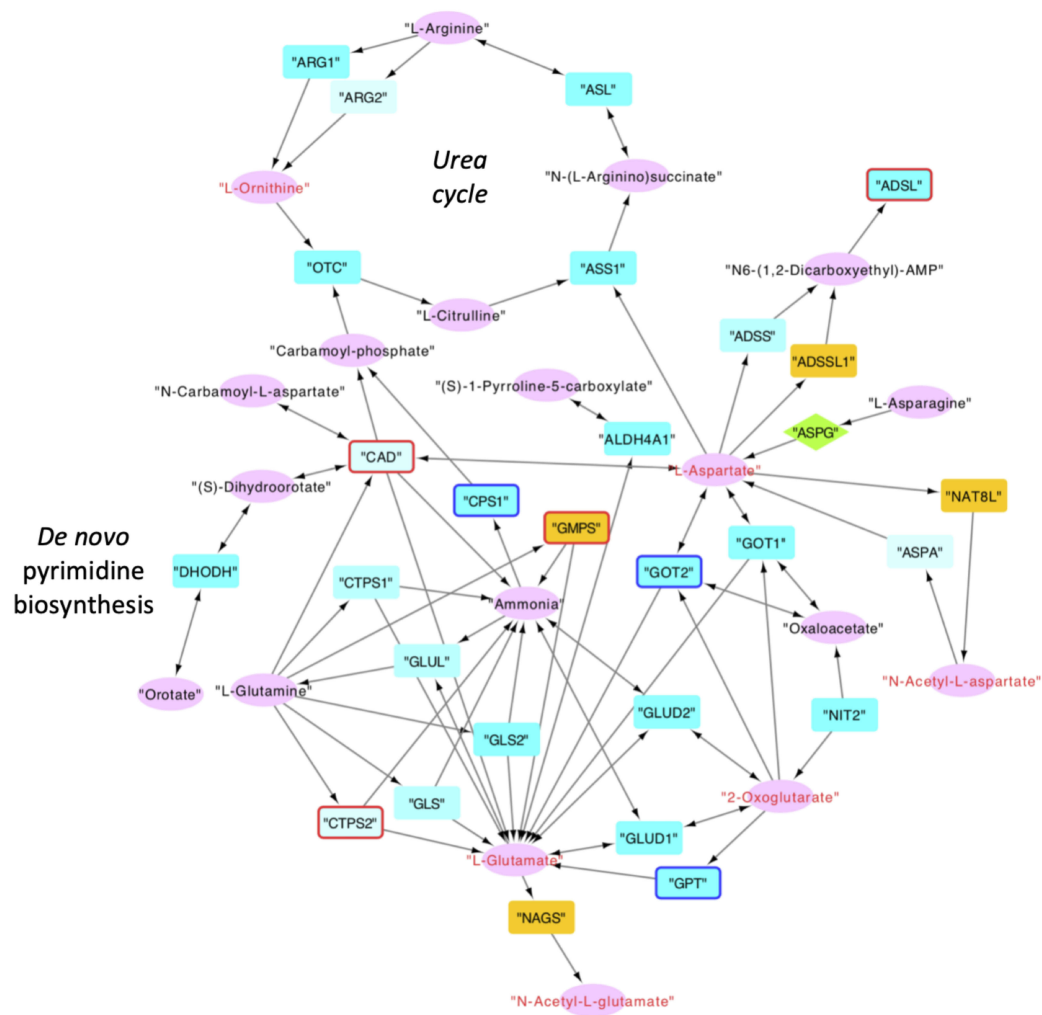 "L-Arginine"
"ARG1"
"ARG2"
"ASL"
Urea
cycle
"L-Ornithine"
"N-(L-Arginino)succinate"
"ADSL"
"OTC"
"ASS1"
"N6-(1,2-Dicarboxyethyl)-AMP"
"L-Citrulline"
"ADSS"
"Carbamoyl-phosphate"
"ADSSL1"
"N-Carbamoyl-L-aspartate"
"(S)-1-Pyrroline-5-carboxylate"
"L-Asparagine"
"ASPG"
"ALDH4A1"
"CAD"
"L-Aspartate"
"(S)-Dihydroorotate"
"CPS1"
"NAT8L"
"GMPS"
De novo
pyrimidine
biosynthesis
"DHODH"
"CTPS1"
"GOT2"
"GOT1"
"ASPA"
"Ammonia"
"Oxaloacetate"
"GLUL"
"Orotate"
"L-Glutamine"
"N-Acetyl-L-aspartate"
"GLUD2"
"NIT2"
"GLS2"
"2-Oxoglutarate"
"GLS"
"CTPS2"
"GLUD1"
"L-Glutamate"
"GPT"
"NAGS"
"N-Acetyl-L-glutamate"